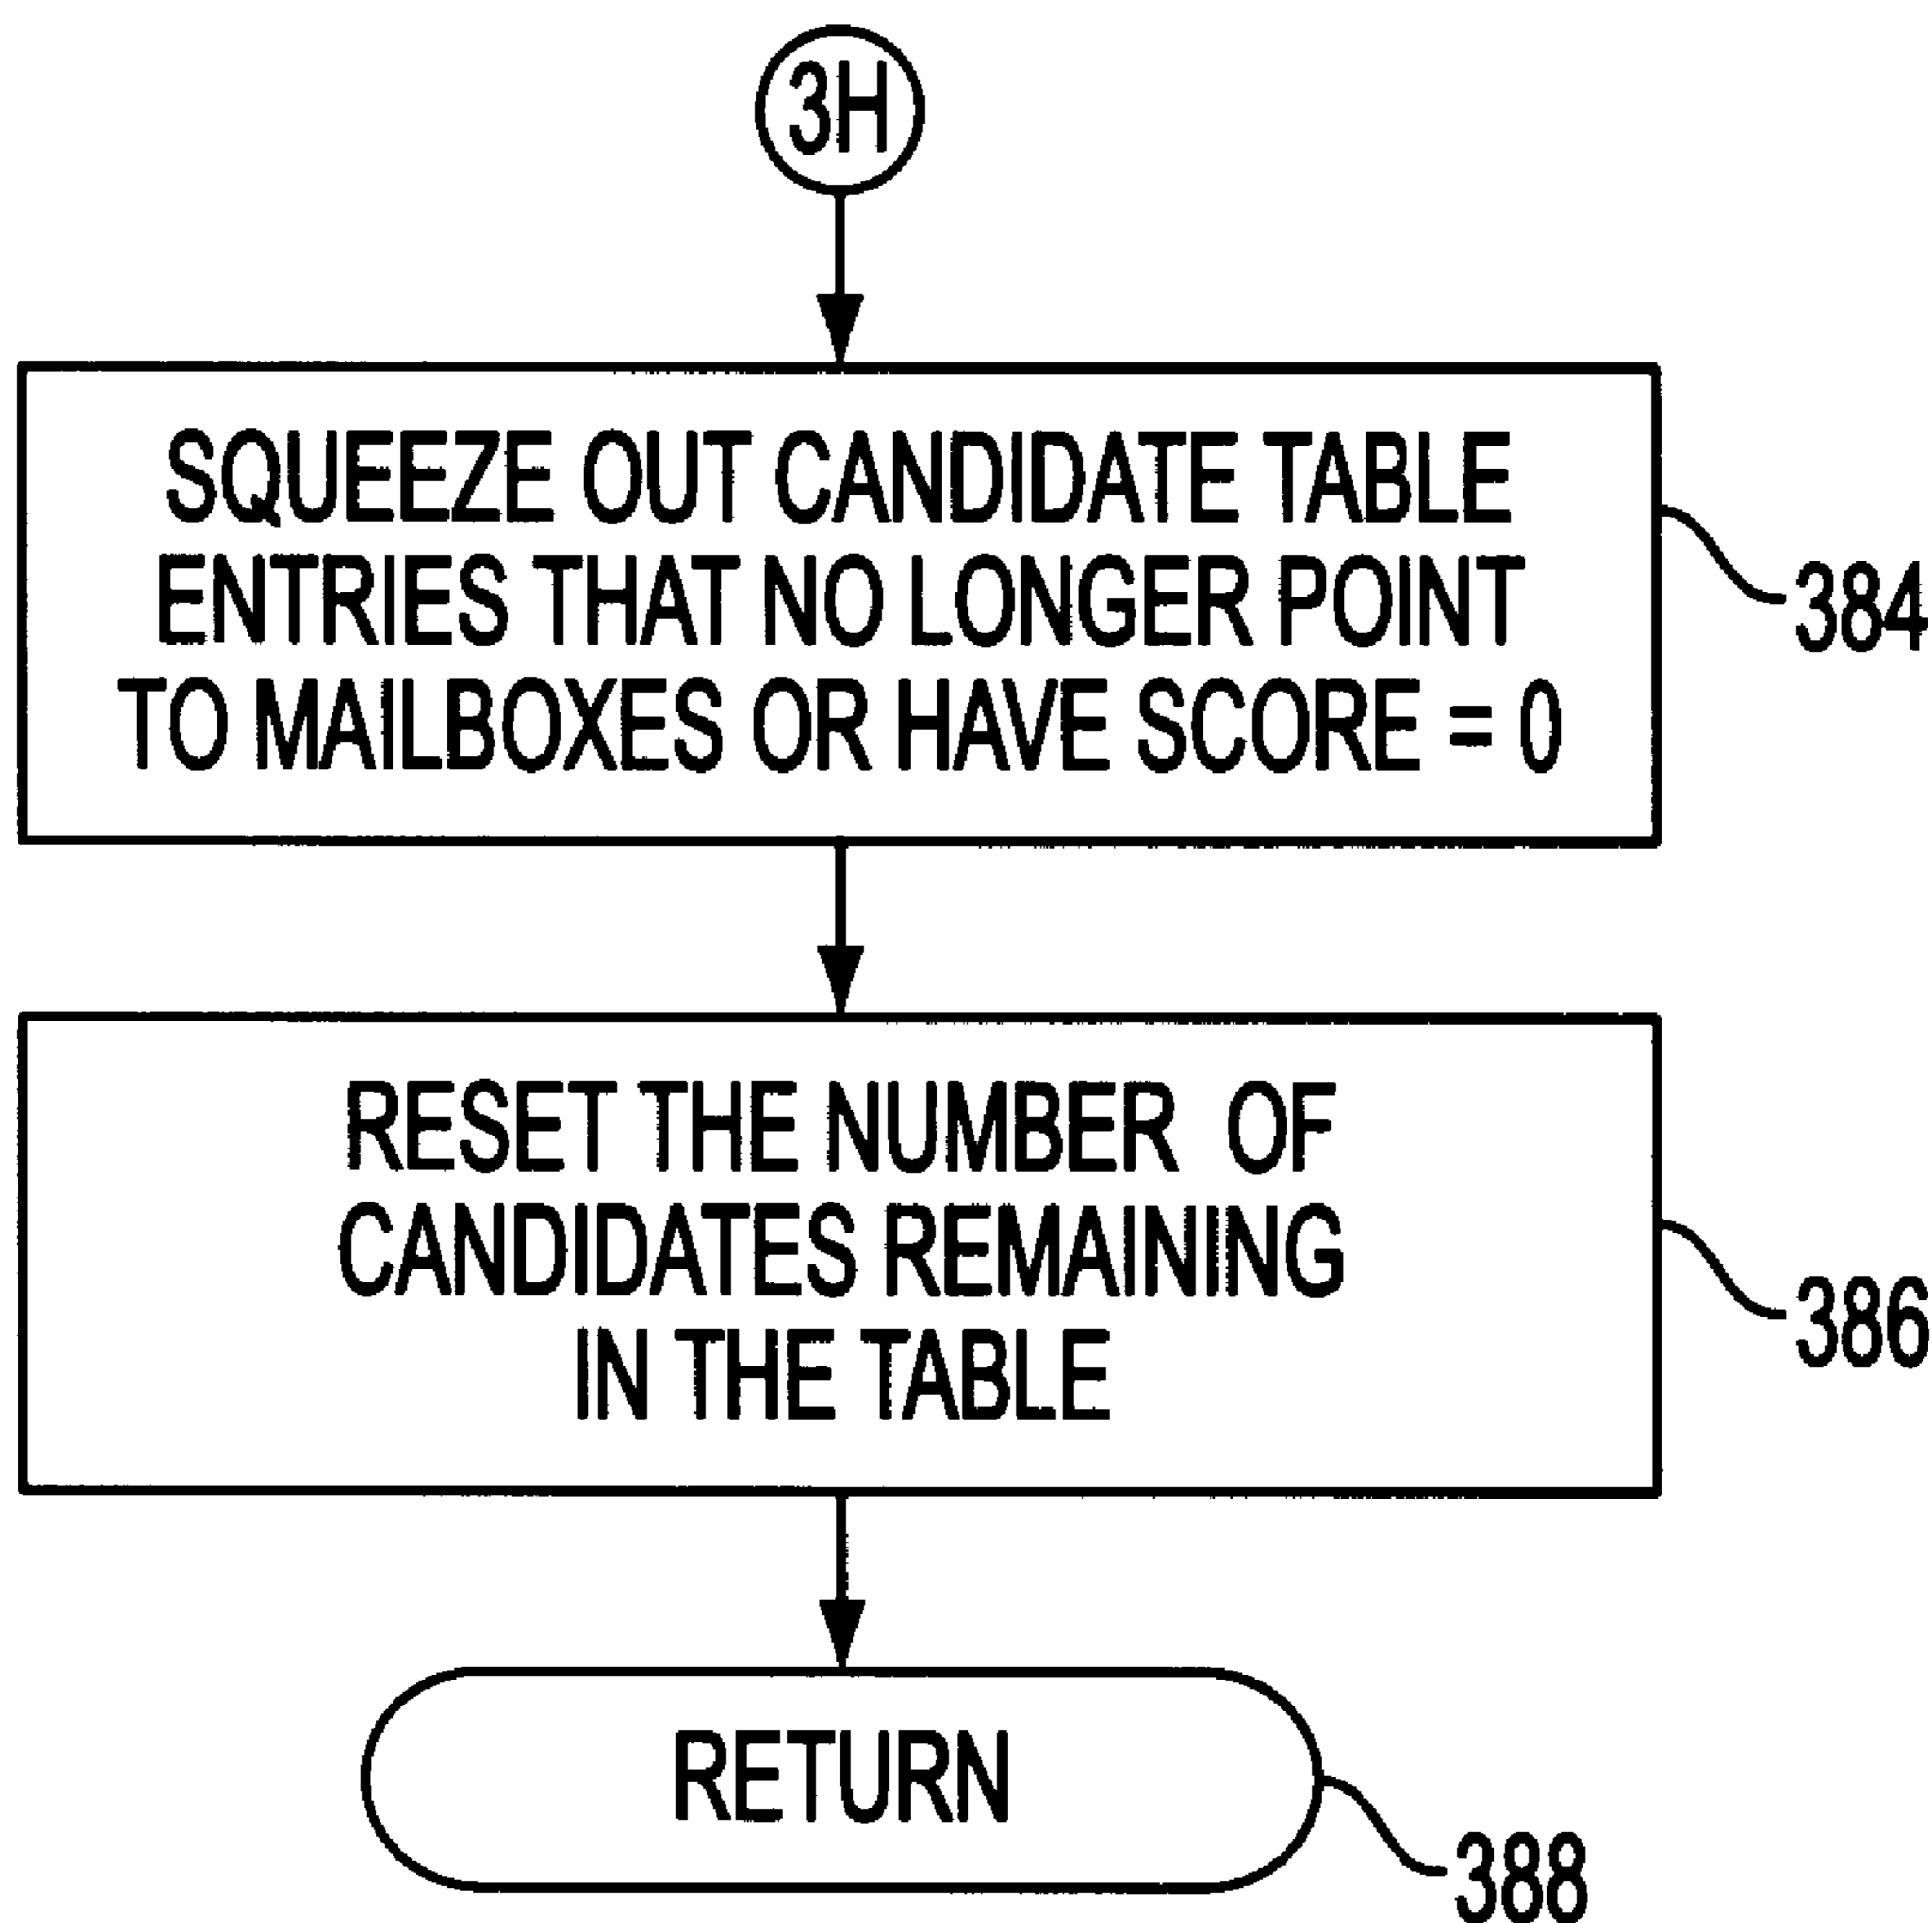 3H
SQUEEZE OUT CANDIDATE TABLE
ENTRIES THAT NO LONGER POINT
TO MAILBOXES OR HAVE SCORE = 0
384
RESET THE NUMBER OF
CANDIDATES REMAINING
IN THE TABLE
386
RETURN
388